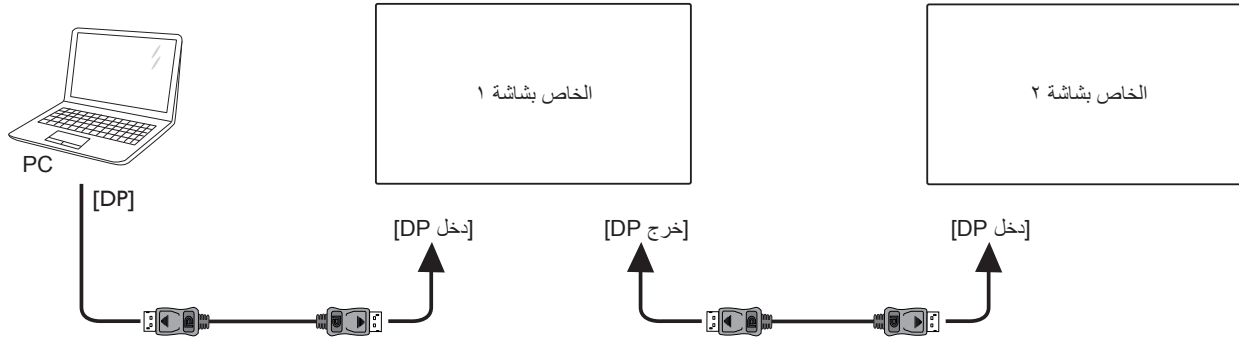 الخاص بشاشة ١
الخاص بشاشة ٢
PC
[DP]
[دخل DP]
[خرج DP]
[دخل DP]